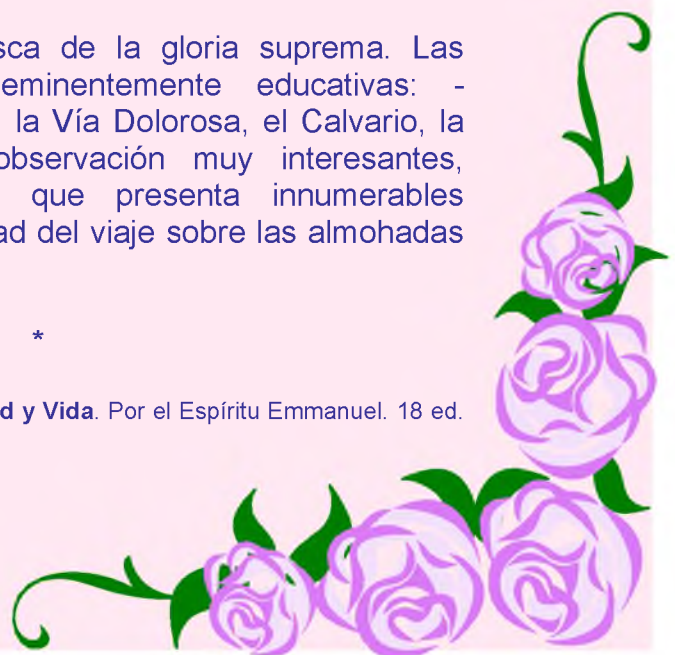 sca de la gloria suprema. Las
eminentemente educativas: -
la Vía Dolorosa, el Calvario, la
observación muy interesantes,
que presenta innumerables
ad del viaje sobre las almohadas
*
d y Vida. Por el Espíritu Emmanuel. 18 ed.